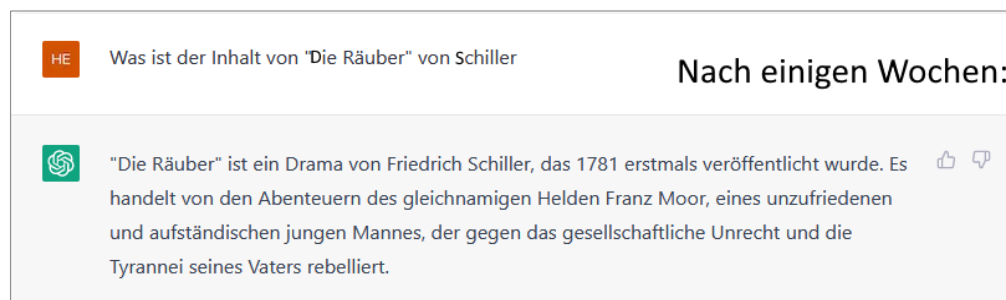 HE
Was ist der Inhalt von "Die Räuber" von Schiller
Nach einigen Wochen:
"Die Räuber" ist ein Drama von Friedrich Schiller, das 1781 erstmals veröffentlicht wurde. Es
handelt von den Abenteuern des gleichnamigen Helden Franz Moor, eines unzufriedenen
und aufständischen jungen Mannes, der gegen das gesellschaftliche Unrecht und die
Tyrannei seines Vaters rebelliert.